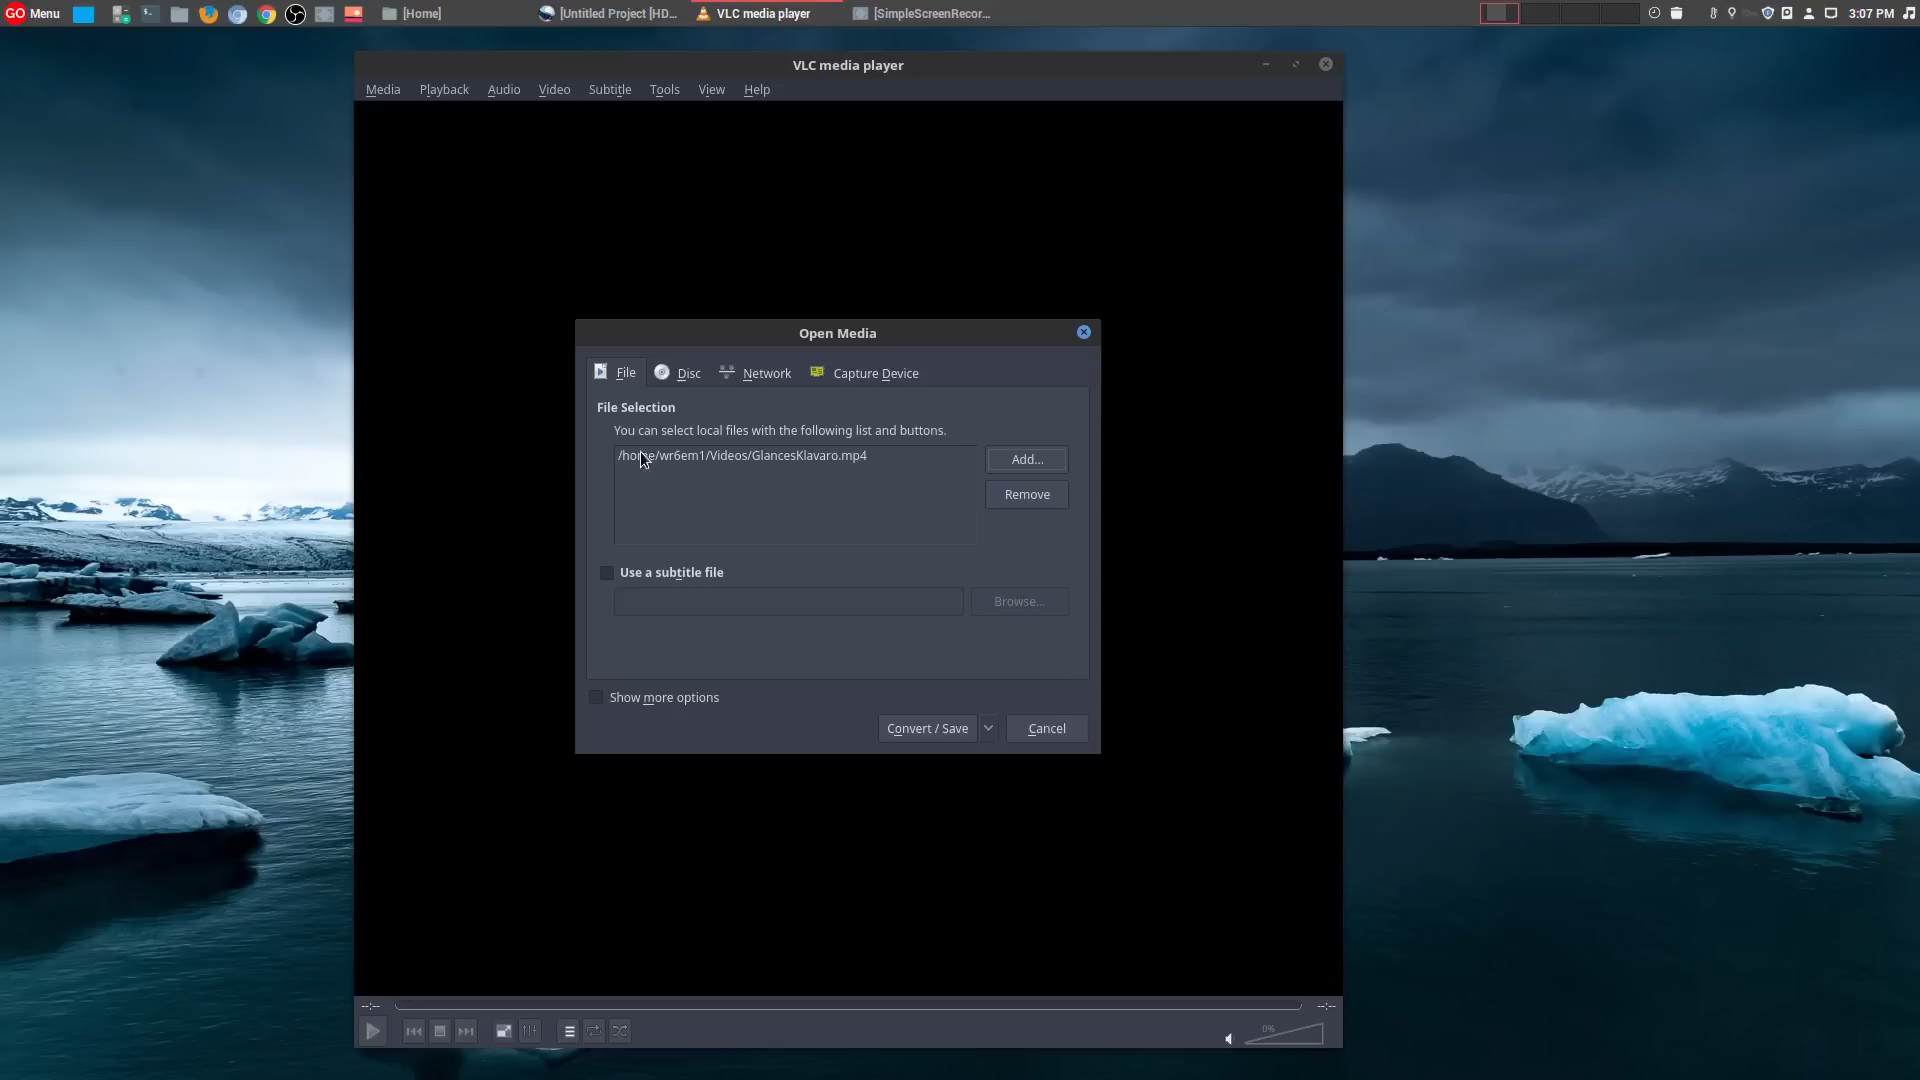 GO Menu
[Home]
[Untitled Project [HD...
VLC media player
[SimpleScreenRecor...
3:07 PM
VLC media player
Media Playback Audio Video Subtitle Tools View Help
Open Media
File Disc Network Capture Device
File Selection
You can select local files with the following list and buttons.
/home/wr6em1/Videos/GlancesKlavaro.mp4
Add...
Remove
Use a subtitle file
Browse...
Show more options
Convert / Save
Cancel
--:-- --:--
0%